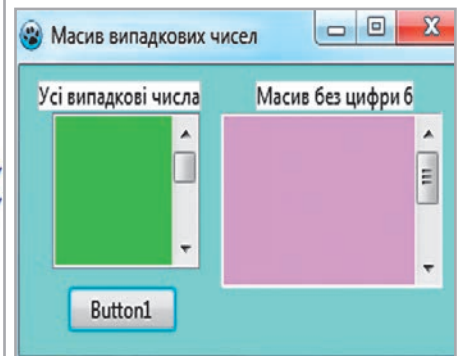 Масив випадкових чисел
Усі випадкові числа
Масив без цифри 6
Button1